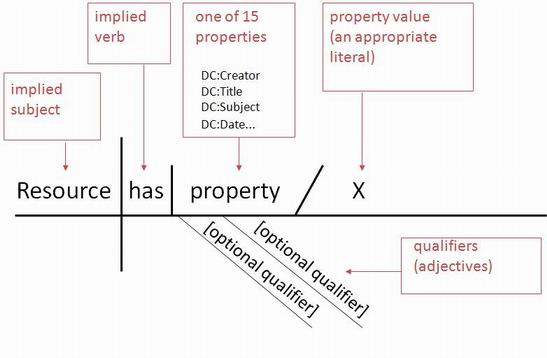 implied
verb
one of 15
properties
DC:Creator
DC:Title
DC:Subject
DC:Date...
property value
(an appropriate
literal)
implied
subject
Resource has property X
[optional qualifier]
[optional qualifier]
qualifiers
(adjectives)